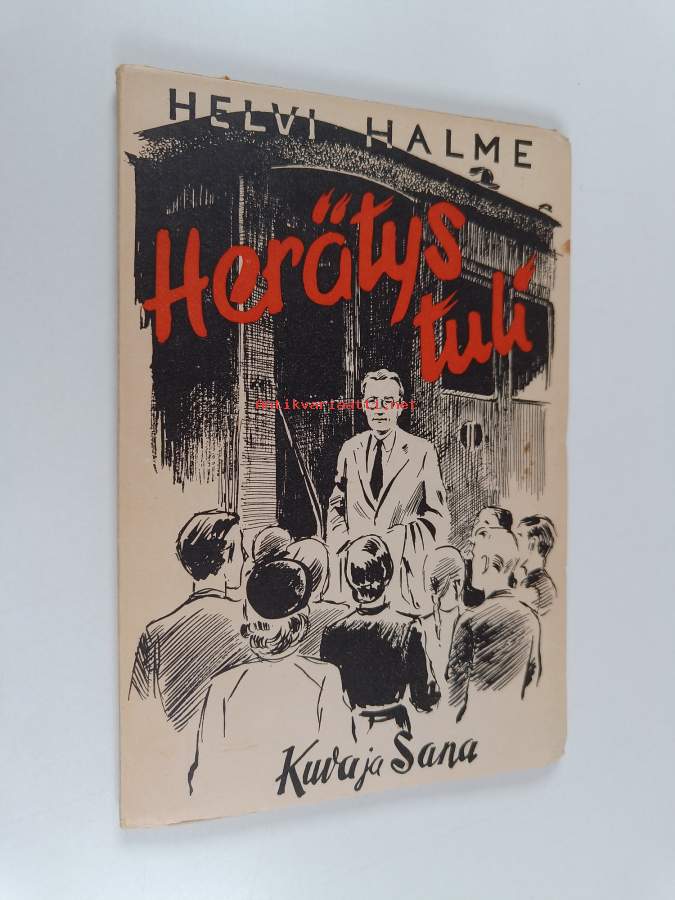 HELVI HALME
Herätys
tuli
antikvariaatti.net
Kuva ja Sana